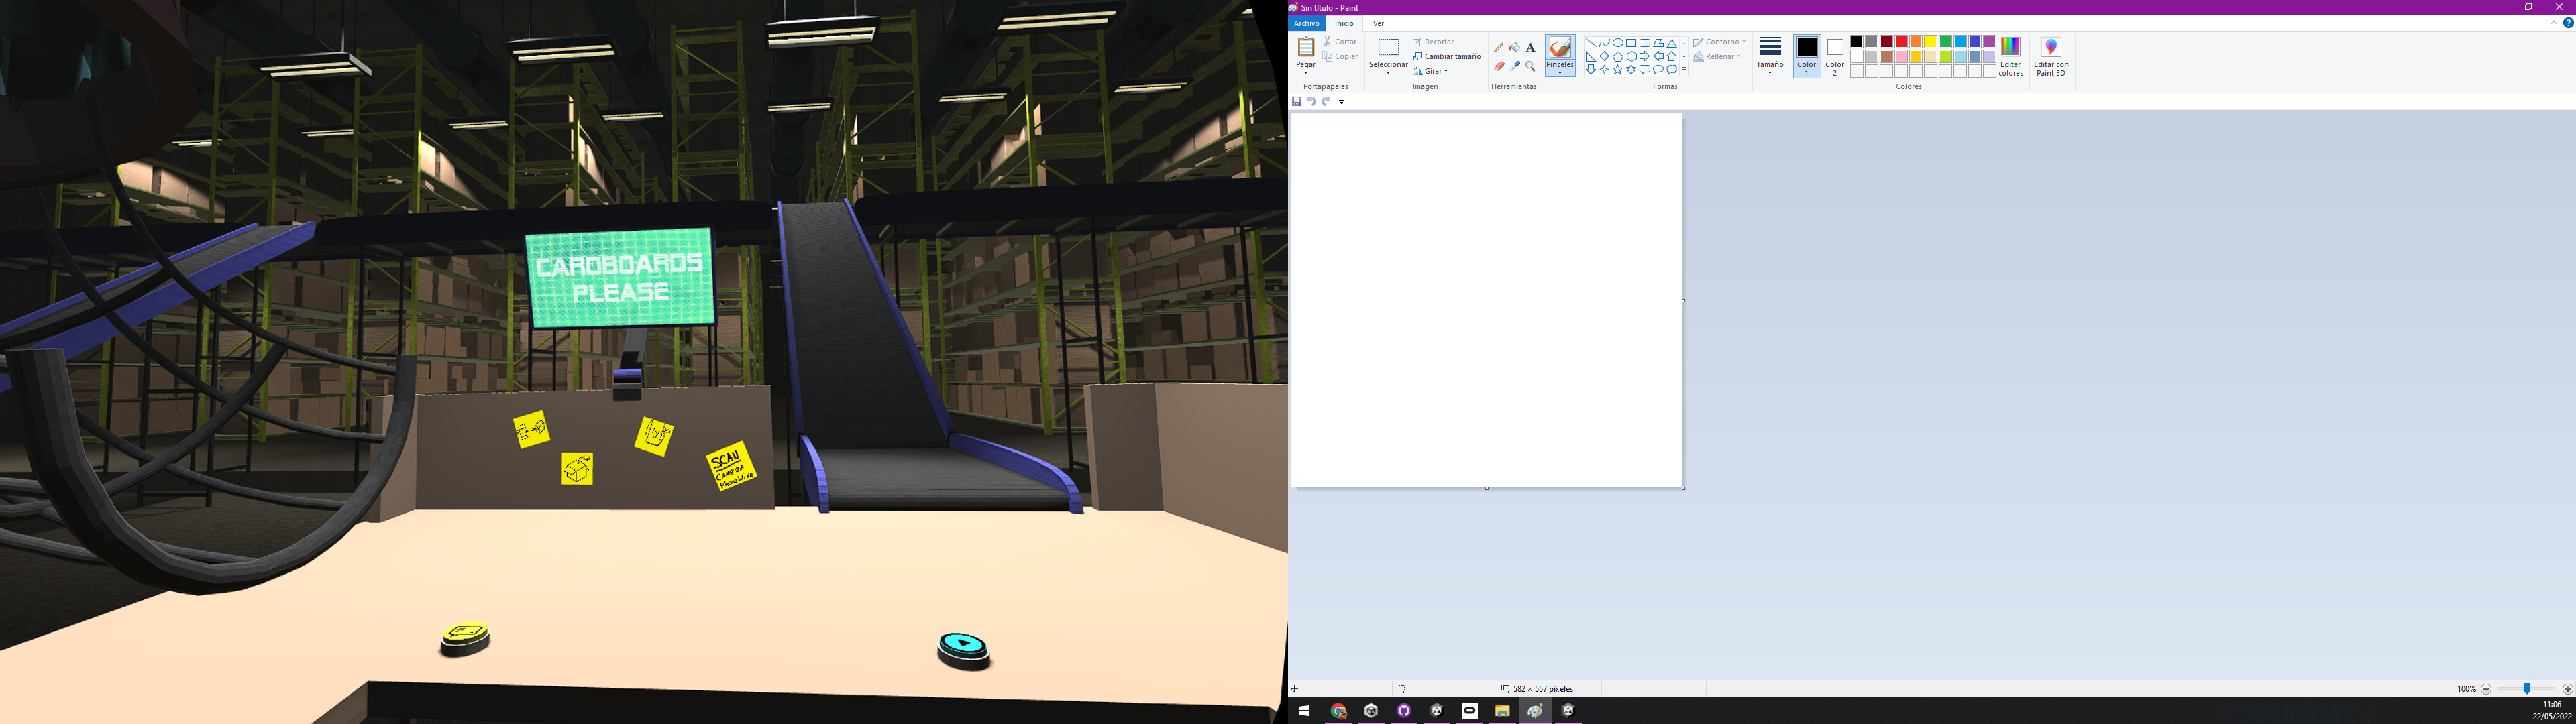 CARDBOARDS
PLEASE
SCAN
Sin título - Paint
Archivo
Inicio
Ver
Pegar
Cortar
Copiar
Portapapeles
Seleccionar
Recortar
Cambiar tamaño
Girar
Imagen
A
Herramientas
Pinceles
Formas
Contorno
Rellenar
Tamaño
Color
1
Color
2
Editar
colores
Colores
Editar con
Paint 3D
582 × 557 píxeles
100%
11:06
22/05/2022